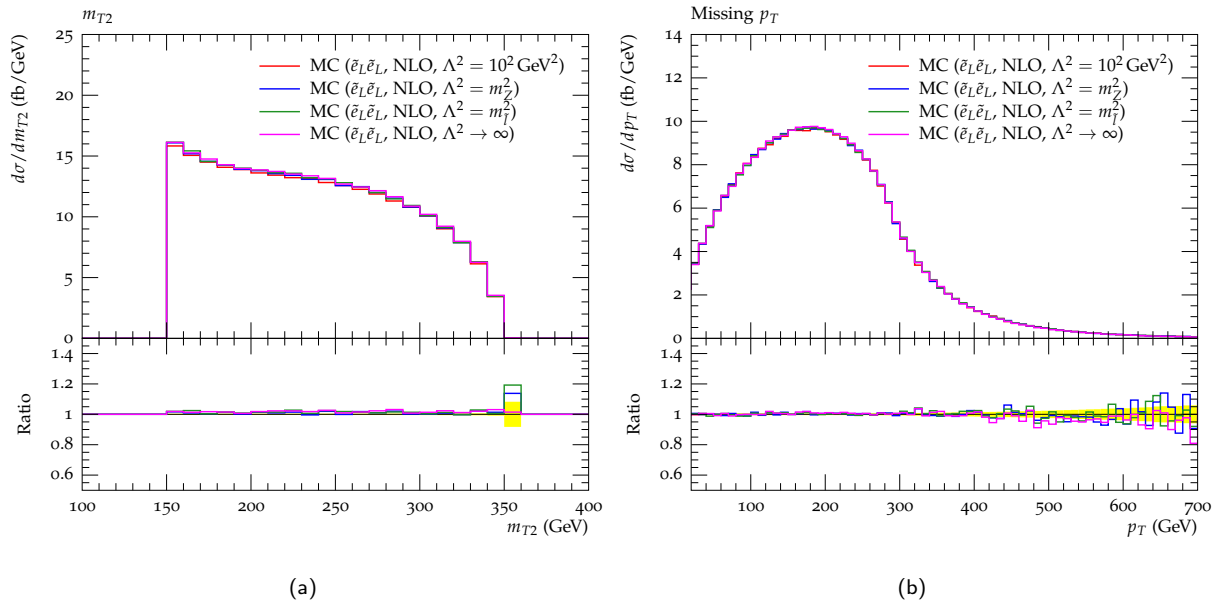 m_{T2}
dσ/dm_{T2} (fb/GeV)
25
20
15
10
5
0
MC (ẽ_L ẽ_L, NLO, Λ² = 10² GeV²)
MC (ẽ_L ẽ_L, NLO, Λ² = m_Z²)
MC (ẽ_L ẽ_L, NLO, Λ² = m_l̃²)
MC (ẽ_L ẽ_L, NLO, Λ² → ∞)
Ratio
1.4
1.2
1
0.8
0.6
100 150 200 250 300 350 400
m_{T2} (GeV)
(a)
Missing p_T
dσ/dp_T (fb/GeV)
14
12
10
8
6
4
2
0
MC (ẽ_L ẽ_L, NLO, Λ² = 10² GeV²)
MC (ẽ_L ẽ_L, NLO, Λ² = m_Z²)
MC (ẽ_L ẽ_L, NLO, Λ² = m_l̃²)
MC (ẽ_L ẽ_L, NLO, Λ² → ∞)
Ratio
1.4
1.2
1
0.8
0.6
100 200 300 400 500 600 700
p_T (GeV)
(b)